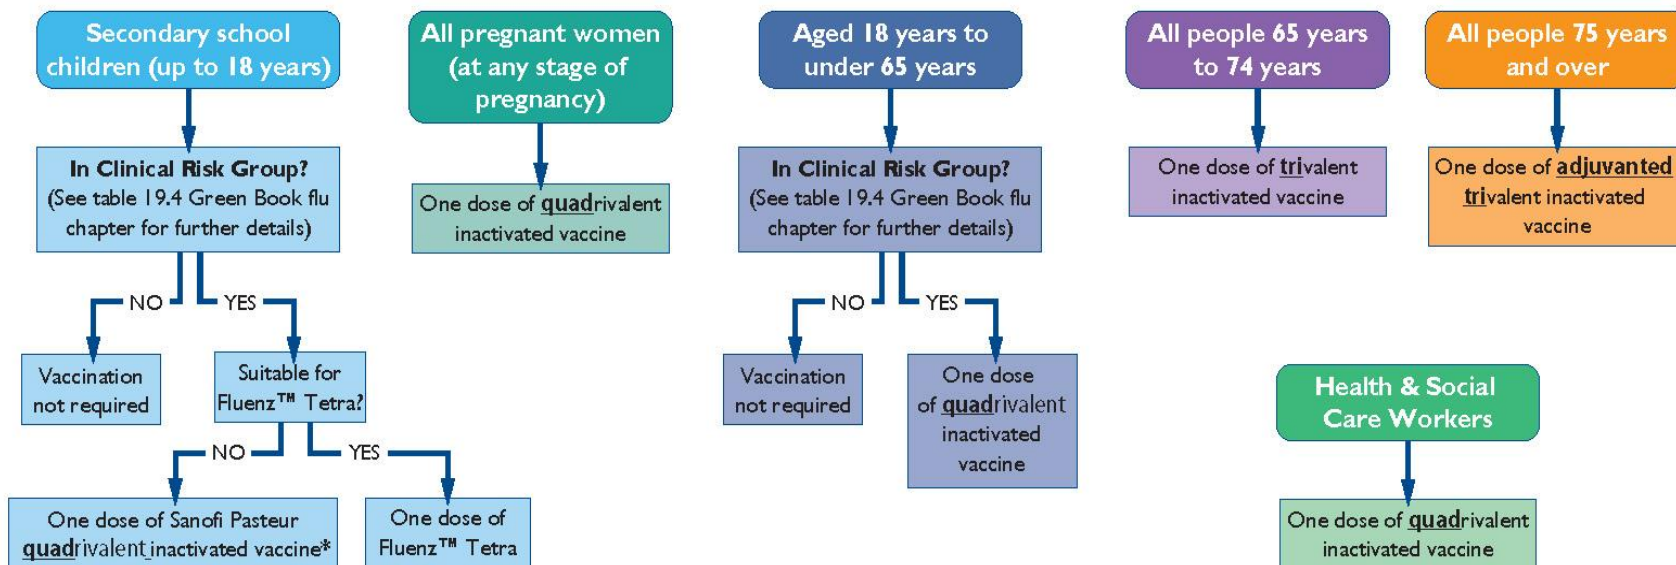 Secondary school
children (up to 18 years)
In Clinical Risk Group?
(See table 19.4 Green Book flu
chapter for further details)
NO
YES
Vaccination
not required
Suitable for
Fluenz™ Tetra?
NO
YES
One dose of Sanofi Pasteur
quadrivalent inactivated vaccine*
One dose of
Fluenz™ Tetra
All pregnant women
(at any stage of
pregnancy)
One dose of quadrivalent
inactivated vaccine
Aged 18 years to
under 65 years
In Clinical Risk Group?
(See table 19.4 Green Book flu
chapter for further details)
NO
YES
Vaccination
not required
One dose
of quadrivalent
inactivated
vaccine
All people 65 years
to 74 years
One dose of trivalent
inactivated vaccine
All people 75 years
and over
One dose of adjuvanted
trivalent inactivated
vaccine
Health & Social
Care Workers
One dose of quadrivalent
inactivated vaccine